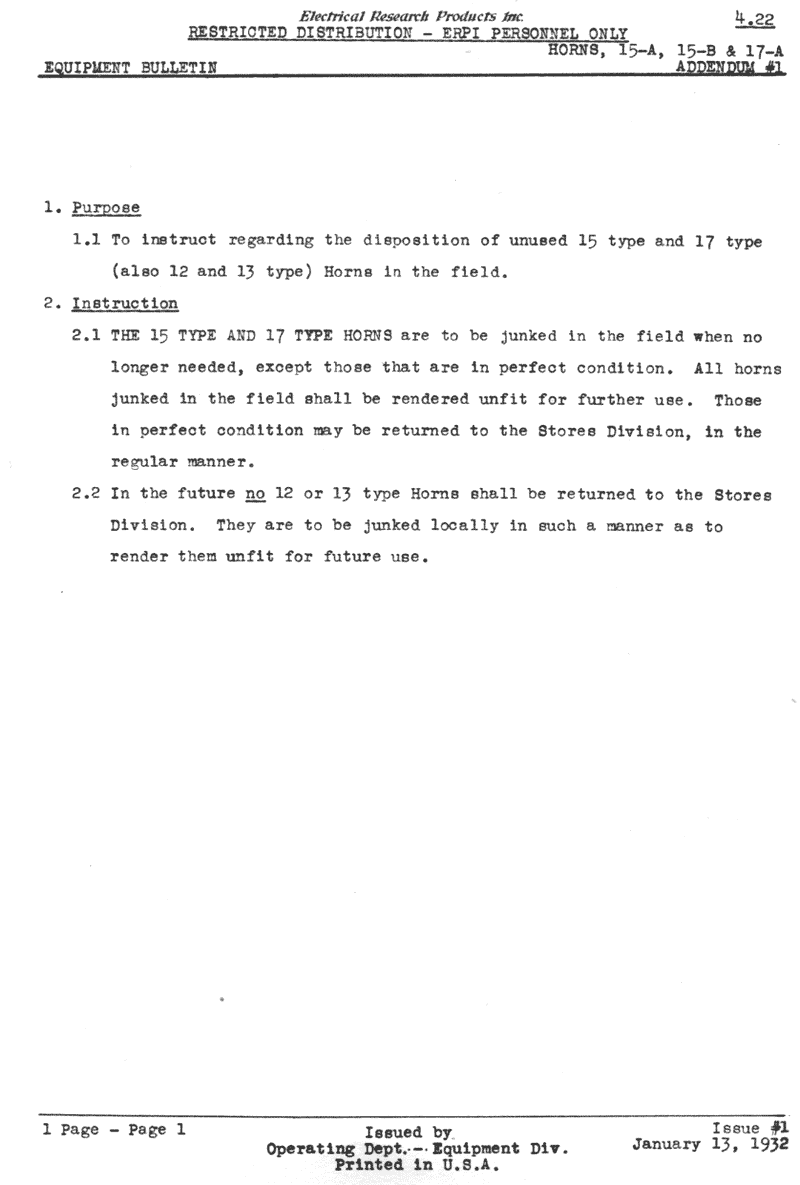 Electrical Research Products Inc.
4.22
RESTRICTED DISTRIBUTION - ERPI PERSONNEL ONLY
HORNS, 15-A, 15-B & 17-A
EQUIPMENT BULLETIN
ADDENDUM #1
1. Purpose
1.1 To instruct regarding the disposition of unused 15 type and 17 type
(also 12 and 13 type) Horns in the field.
2. Instruction
2.1 THE 15 TYPE AND 17 TYPE HORNS are to be junked in the field when no
longer needed, except those that are in perfect condition. All horns
junked in the field shall be rendered unfit for further use. Those
in perfect condition may be returned to the Stores Division, in the
regular manner.
2.2 In the future no 12 or 13 type Horns shall be returned to the Stores
Division. They are to be junked locally in such a manner as to
render them unfit for future use.
1 Page - Page 1
Issued by
Operating Dept. - Equipment Div.
Printed in U.S.A.
Issue #1
January 13, 1932